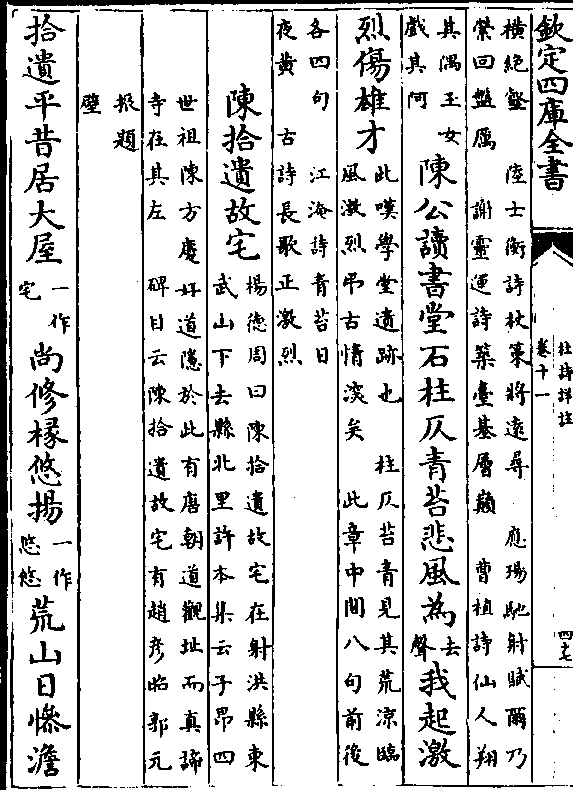 欽定四庫全書
杜詩詳註
卷十一
四十七
橫絶壑　陸士衡詩杖策將遠尋　應瑒馳射賦爾乃
縈回盤厲　謝靈運詩築臺基層巔　曹植詩仙人翔
其隅玉女
戲其阿
陳公讀書堂石柱仄青苔悲風為去聲我起激
烈傷雄才
此嘆學堂遺跡也　柱仄苔青見其荒涼臨
風激烈弔古情深矣　此章中間八句前後
各四句　江淹詩青苔日
夜黄　古詩長歌正激烈
陳拾遺故宅
楊徳周曰陳拾遺故宅在射洪縣東
武山下去縣北里許本集云子昂四
世祖陳方慶好道隠於此有唐朝道觀址而真諦
寺在其左　碑目云陳拾遺故宅有趙彦昭郭元
振題
壁
拾遺平昔居大屋一作宅尚修椽悠揚一作悠悠荒山日慘澹